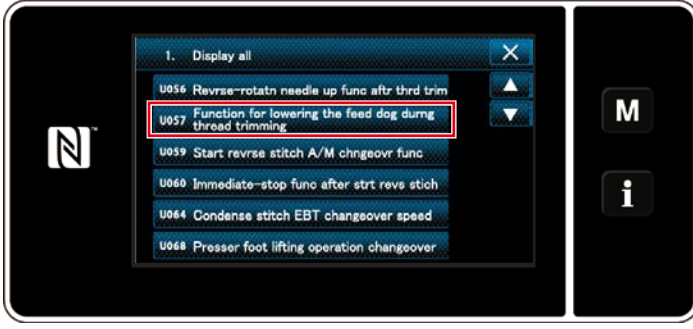 1. Display all
U056 Revrse-rotatn needle up func aftr thrd trim
U057 Function for lowering the feed dog durng
thread trimming
U059 Start revrse stitch A/M chngeovr func
U060 Immediate-stop func after strt revs stich
U064 Condense stitch EBT changeover speed
U068 Presser foot lifting operation changeover
M
i